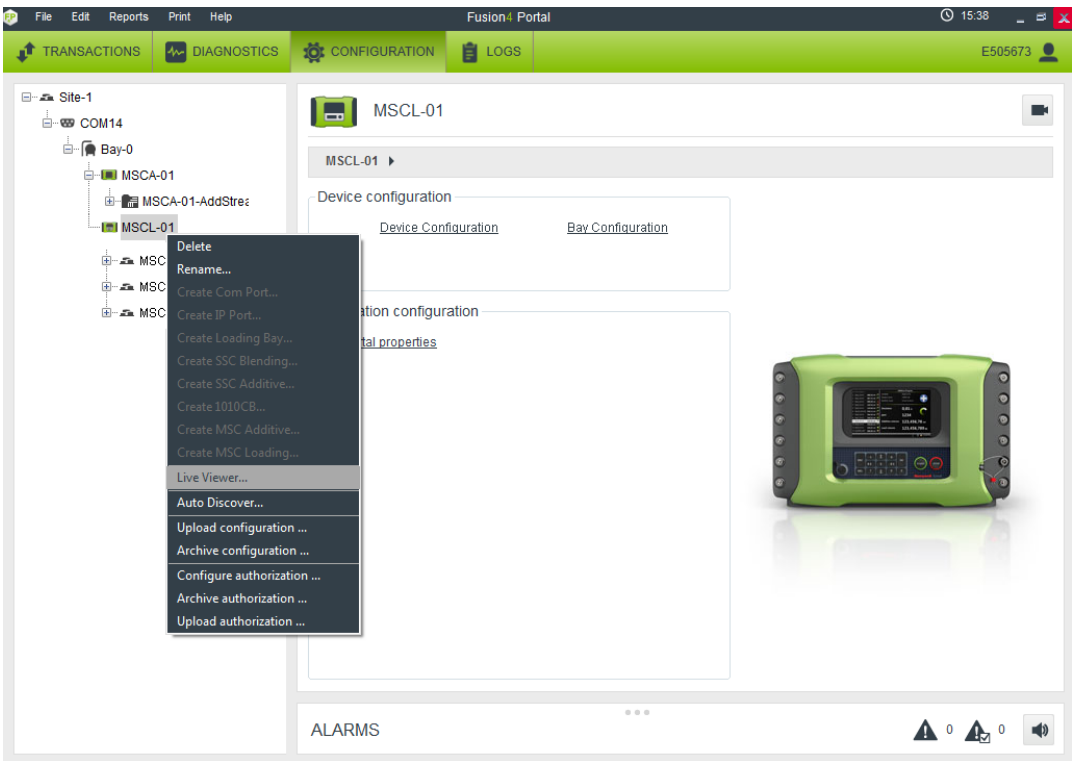 FP File Edit Reports Print Help Fusion4 Portal 15:38
TRANSACTIONS DIAGNOSTICS CONFIGURATION LOGS E505673
Site-1
COM14
Bay-0
MSCA-01
MSCA-01-AddStrea
MSCL-01
MSC
MSC
MSC
Delete
Rename...
Create Com Port...
Create IP Port...
Create Loading Bay...
Create SSC Blending...
Create SSC Additive...
Create 1010CB...
Create MSC Additive...
Create MSC Loading...
Live Viewer...
Auto Discover...
Upload configuration ...
Archive configuration ...
Configure authorization ...
Archive authorization ...
Upload authorization ...
MSCL-01
MSCL-01
Device configuration
Device Configuration Bay Configuration
ation configuration
tal properties
ALARMS 0 0